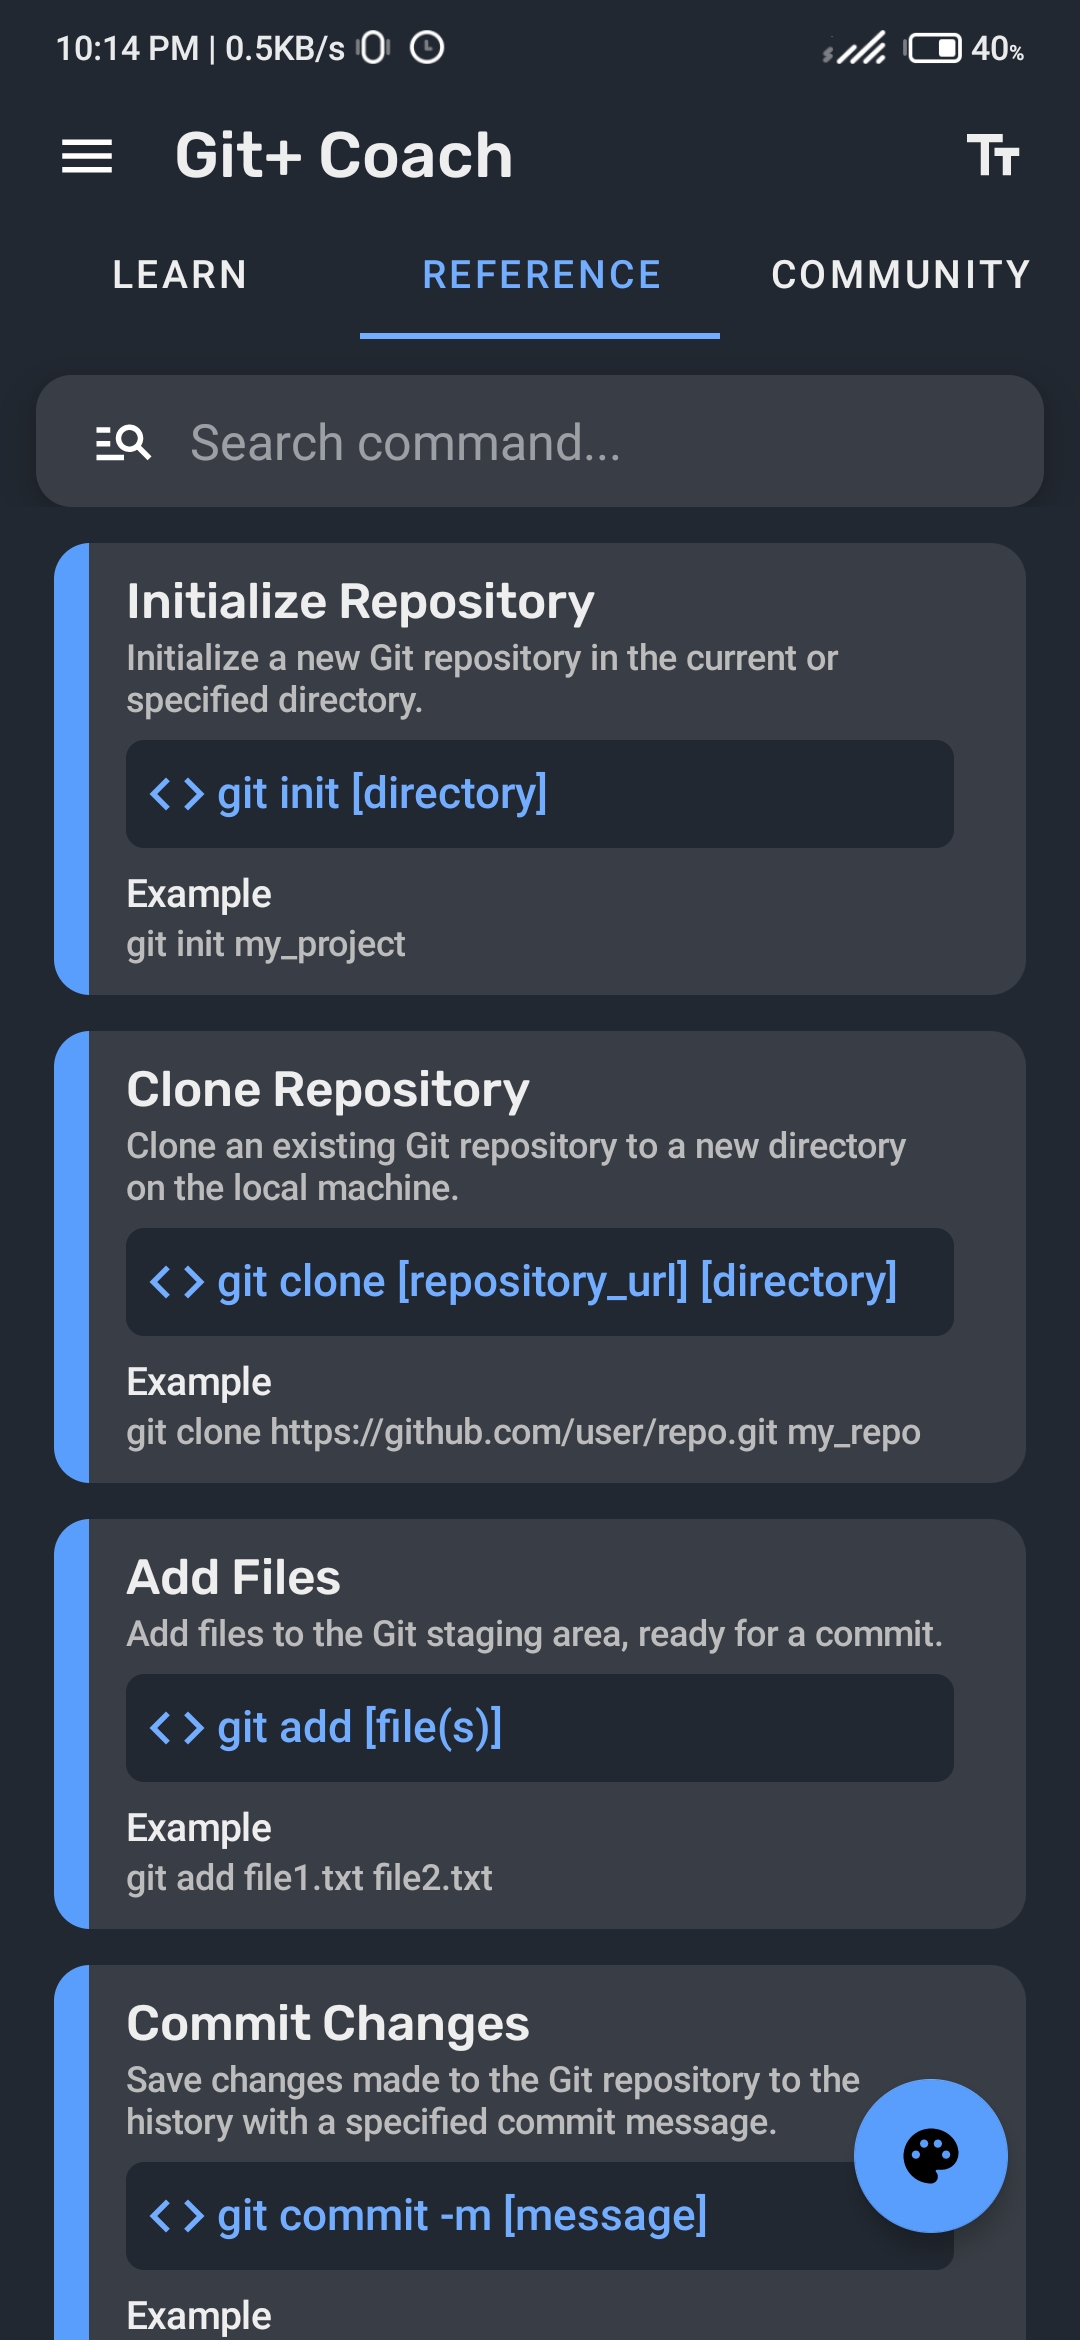 10:14 PM | 0.5KB/s 40%
Git+ Coach
LEARN REFERENCE COMMUNITY
Search command...
Initialize Repository
Initialize a new Git repository in the current or
specified directory.
<> git init [directory]
Example
git init my_project
Clone Repository
Clone an existing Git repository to a new directory
on the local machine.
<> git clone [repository_url] [directory]
Example
git clone https://github.com/user/repo.git my_repo
Add Files
Add files to the Git staging area, ready for a commit.
<> git add [file(s)]
Example
git add file1.txt file2.txt
Commit Changes
Save changes made to the Git repository to the
history with a specified commit message.
<> git commit -m [message]
Example